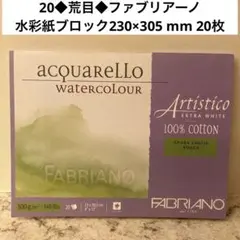 20◆荒目◆ファブリアーノ
水彩紙ブロック230×305 mm 20枚
acquarello
watercolour
Artistico
EXTRA WHITE
100% COTTON
FABRIANO
FABRIANO